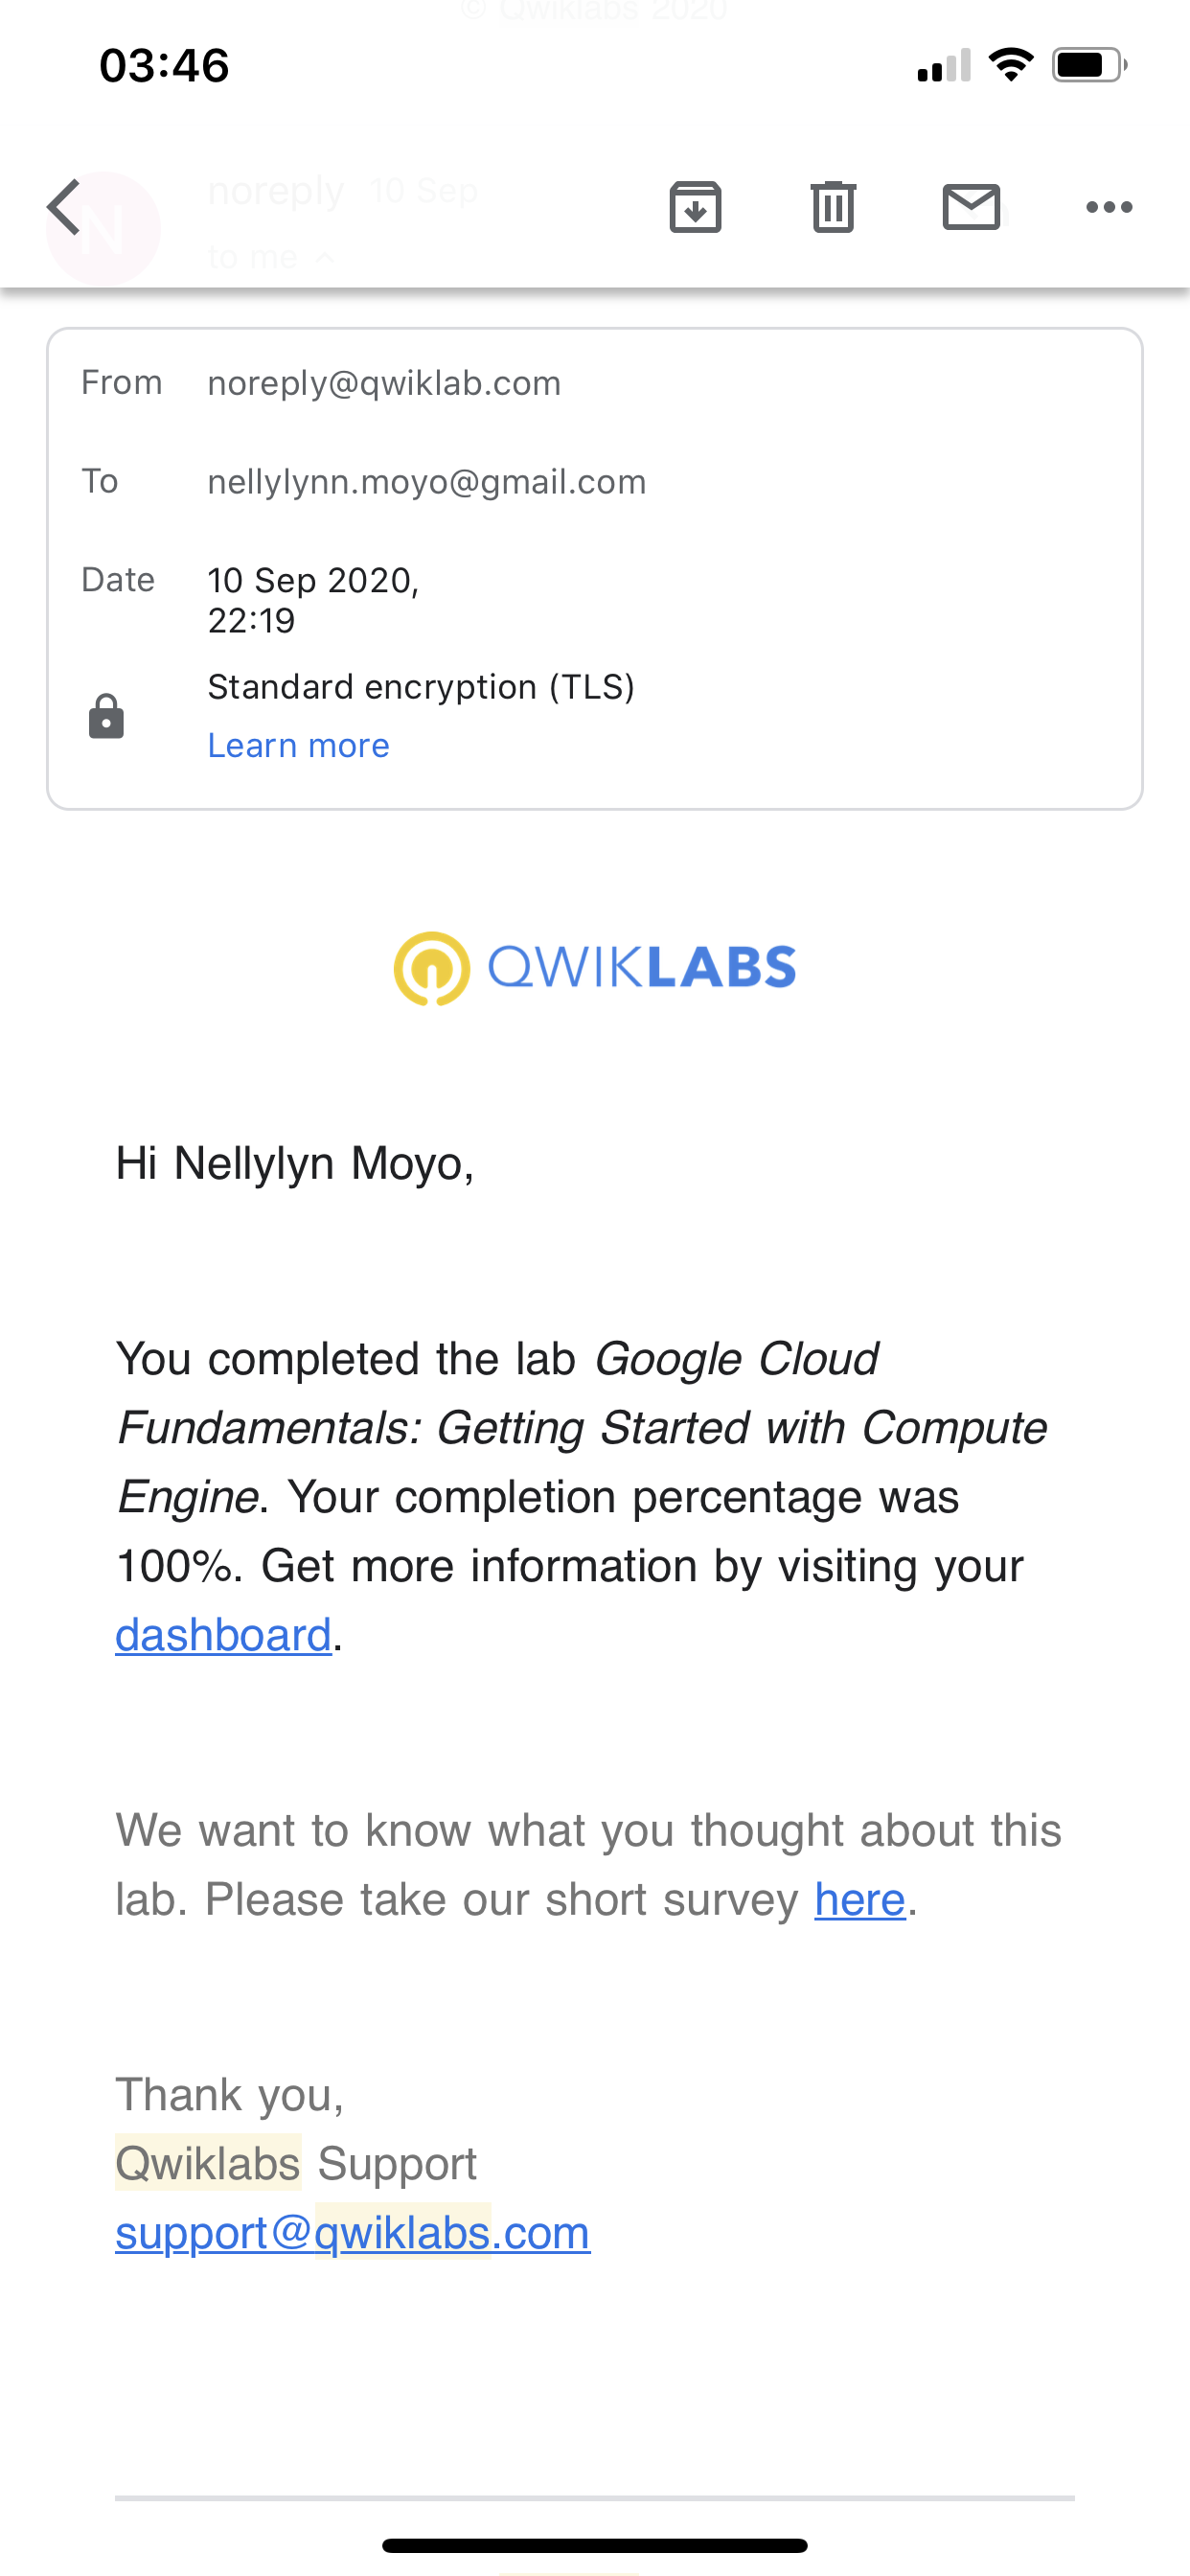 © Qwiklabs 2020
03:46
N
noreply 10 Sep
to me
From noreply@qwiklab.com
To nellylynn.moyo@gmail.com
Date 10 Sep 2020,
22:19
Standard encryption (TLS)
Learn more
QWIKLABS
Hi Nellylyn Moyo,
You completed the lab Google Cloud
Fundamentals: Getting Started with Compute
Engine. Your completion percentage was
100%. Get more information by visiting your
dashboard.
We want to know what you thought about this
lab. Please take our short survey here.
Thank you,
Qwiklabs Support
support@qwiklabs.com